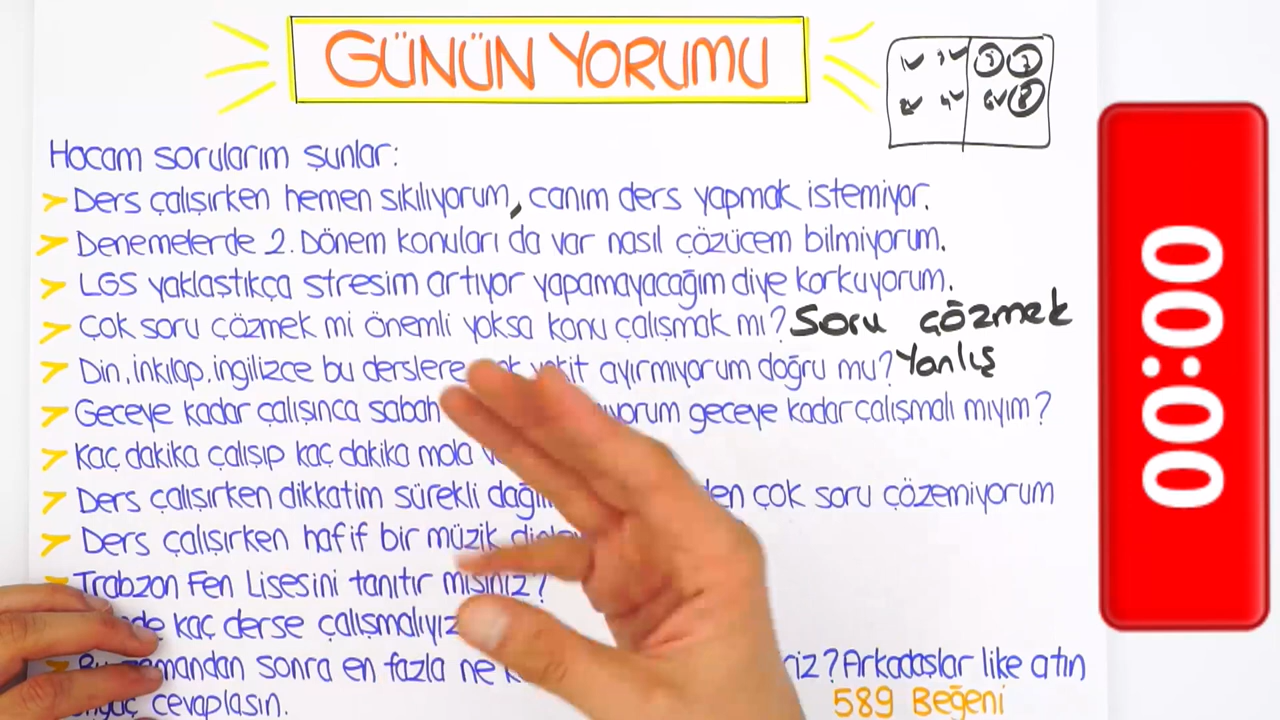 GÜNÜN YORUMU
Hocam sorularım şunlar:
➤ Ders çalışırken hemen sıkılıyorum, canım ders yapmak istemiyor.
➤ Denemelerde 2. Dönem konuları da var nasıl çözücem bilmiyorum.
➤ LGS yaklaştıkça stresim artıyor yapamayacağım diye korkuyorum.
➤ Çok soru çözmek mi önemli yoksa konu çalışmak mı? Soru çözmek
➤ Din, inkılap, ingilizce bu derslere vakit ayırmıyorum doğru mu? Yanlış
➤ Geceye kadar çalışınca sabah geceye kadar çalışmalı mıyım?
➤ Kaç dakika çalışıp kaç dakika mola
➤ Ders çalışırken dikkatim sürekli çok soru çözemiyorum
➤ Ders çalışırken hafif bir müzik
➤ Trabzon Fen Lisesini tanıtır mısınız?
kaç derse çalışmalıyız
➤ sonra en fazla ne Arkadaşlar like atın
cevaplasın.
589 Beğeni
00:00